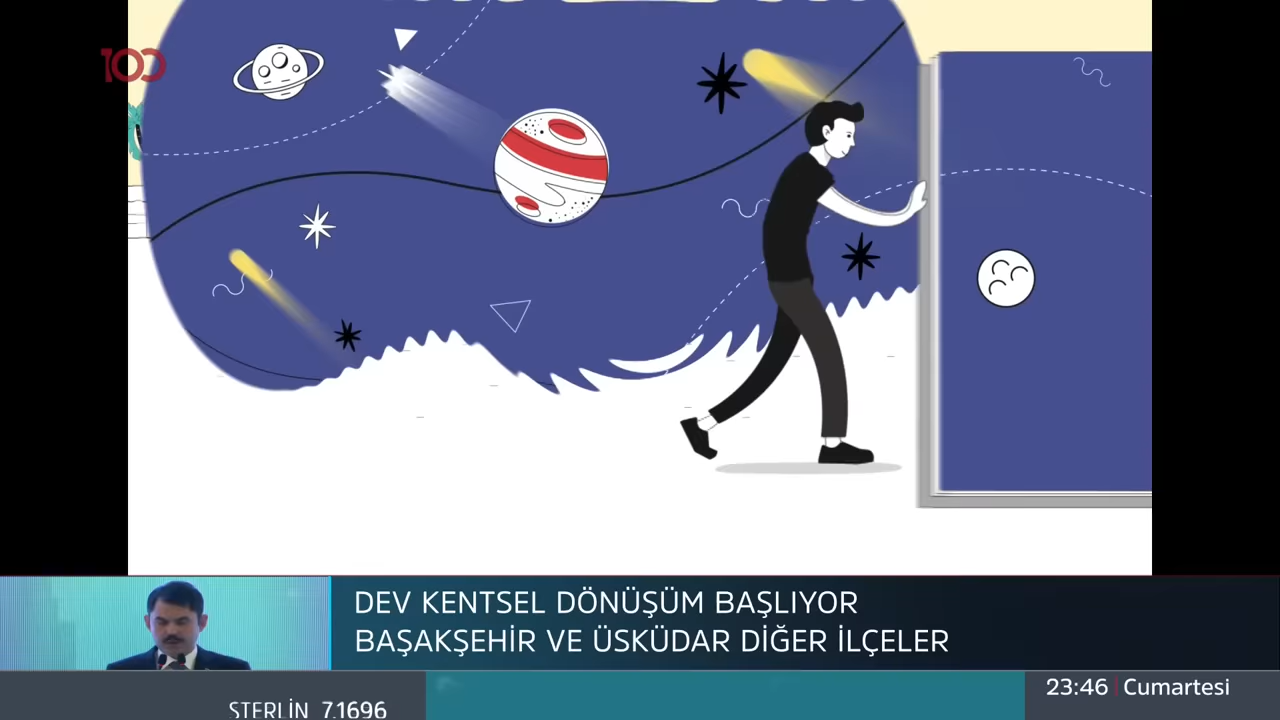 100
DEV KENTSEL DÖNÜŞÜM BAŞLIYOR
BAŞAKŞEHİR VE ÜSKÜDAR DİĞER İLÇELER
STERLİN 7.1696
23:46 Cumartesi